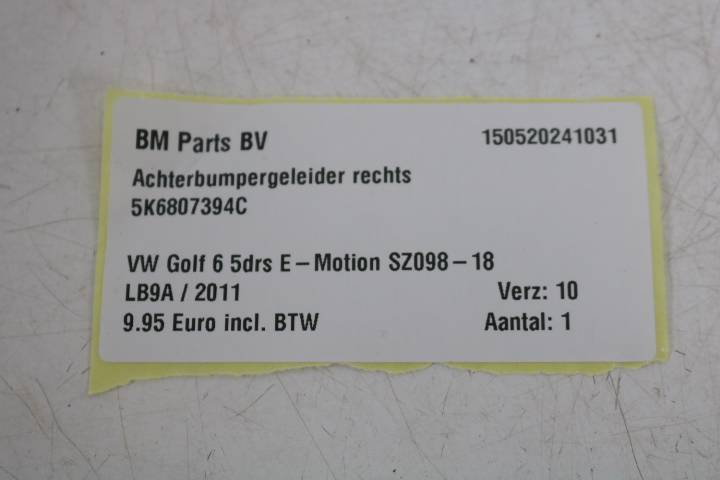 BM Parts BV 150520241031
Achterbumpergeleider rechts
5K6807394C
VW Golf 6 5drs E-Motion SZ098-18
LB9A / 2011 Verz: 10
9.95 Euro incl. BTW Aantal: 1